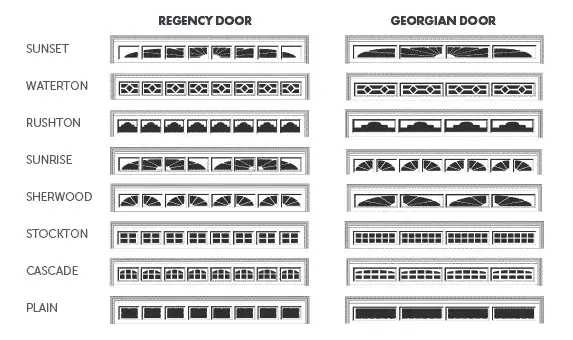 REGENCY DOOR GEORGIAN DOOR
SUNSET
WATERTON
RUSHTON
SUNRISE
SHERWOOD
STOCKTON
CASCADE
PLAIN